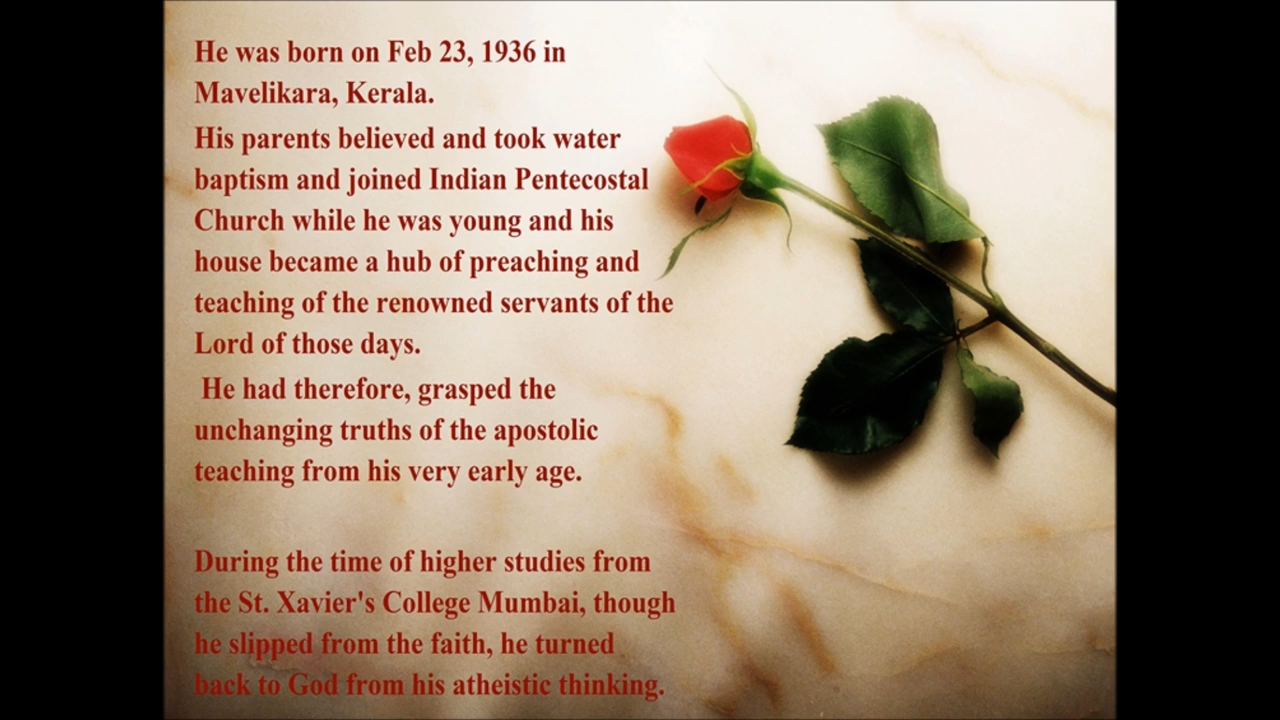 He was born on Feb 23, 1936 in
Mavelikara, Kerala.
His parents believed and took water
baptism and joined Indian Pentecostal
Church while he was young and his
house became a hub of preaching and
teaching of the renowned servants of the
Lord of those days.
He had therefore, grasped the
unchanging truths of the apostolic
teaching from his very early age.
During the time of higher studies from
the St. Xavier's College Mumbai, though
he slipped from the faith, he turned
back to God from his atheistic thinking.